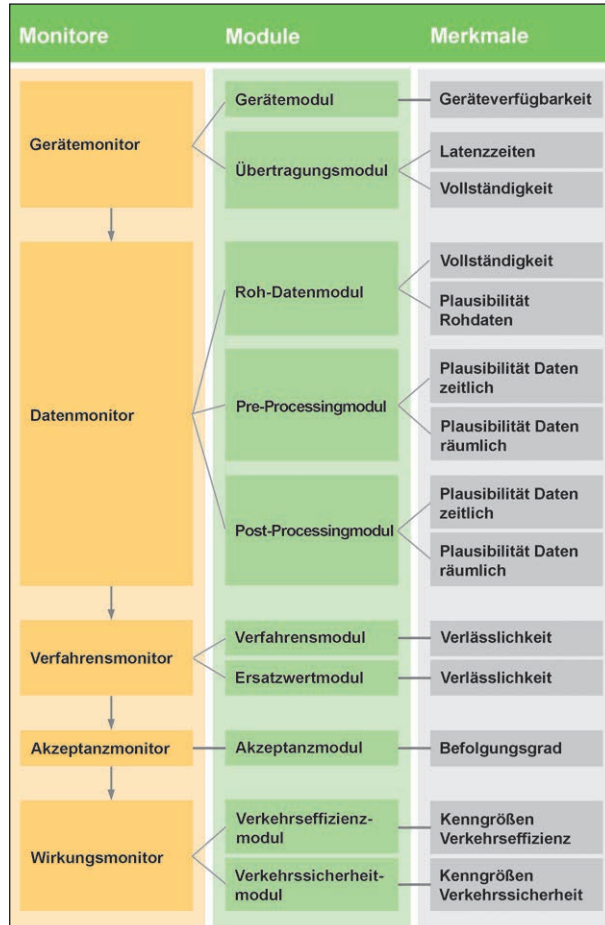 Monitore Module Merkmale
Gerätemonitor
Gerätemodul
Geräteverfügbarkeit
Übertragungsmodul
Latenzzeiten
Vollständigkeit
Datenmonitor
Roh-Datenmodul
Vollständigkeit
Plausibilität
Rohdaten
Pre-Processingmodul
Plausibilität Daten
zeitlich
Plausibilität Daten
räumlich
Post-Processingmodul
Plausibilität Daten
zeitlich
Plausibilität Daten
räumlich
Verfahrensmonitor
Verfahrensmodul
Verlässlichkeit
Ersatzwertmodul
Verlässlichkeit
Akzeptanzmonitor
Akzeptanzmodul
Befolgungsgrad
Wirkungsmonitor
Verkehrseffizienz-
modul
Kenngrößen
Verkehrseffizienz
Verkehrssicherheit-
modul
Kenngrößen
Verkehrssicherheit